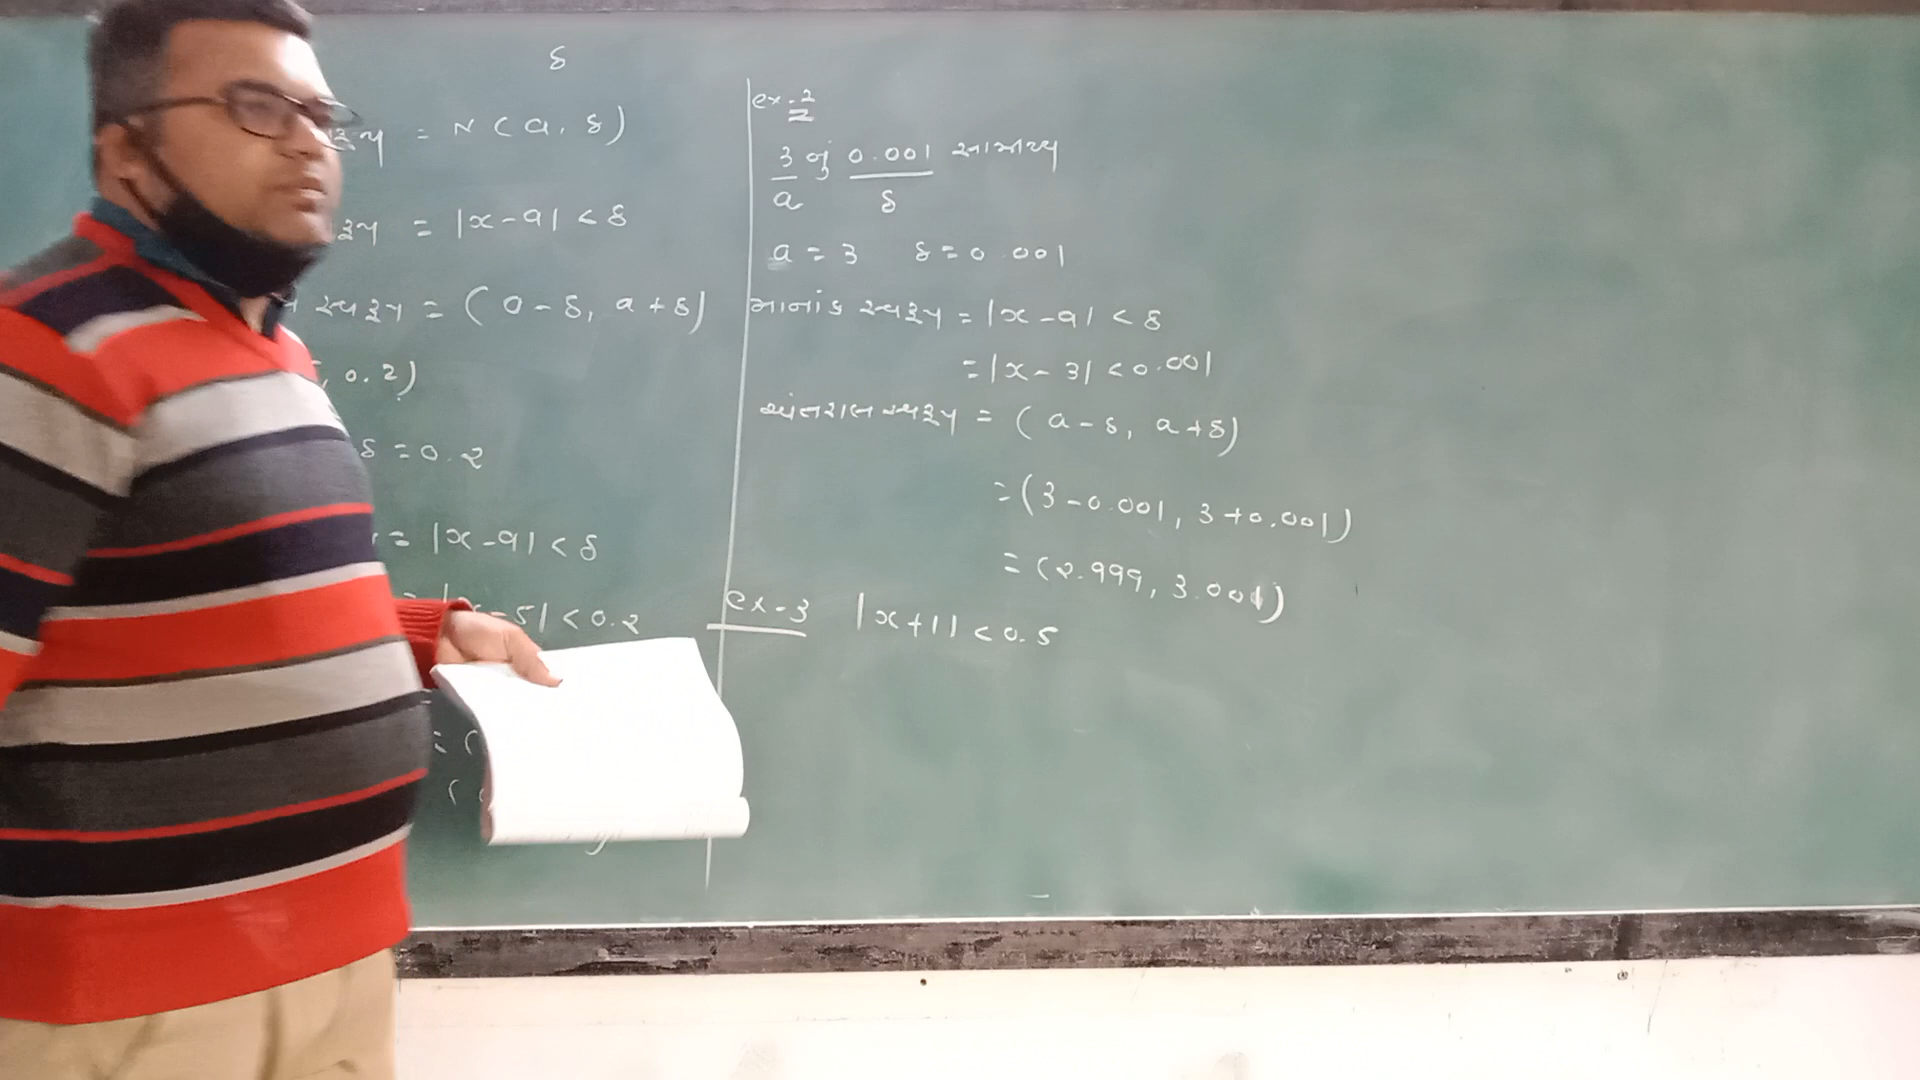 δ
= N(a, δ)
= |x-a| < δ
સ્વરૂપ = (a-δ, a+δ)
, 0.2)
δ = 0.2
= |x-a| < δ
= |x-5| < 0.2
= (
(
ex-2
3 નું 0.001 સામીપ્ય
a δ
a = 3 δ = 0.001
માનાંક સ્વરૂપ = |x-a| < δ
= |x-3| < 0.001
અંતરાલ સ્વરૂપ = (a-δ, a+δ)
= (3-0.001, 3+0.001)
= (2.999, 3.001)
ex-3 |x+1| < 0.5